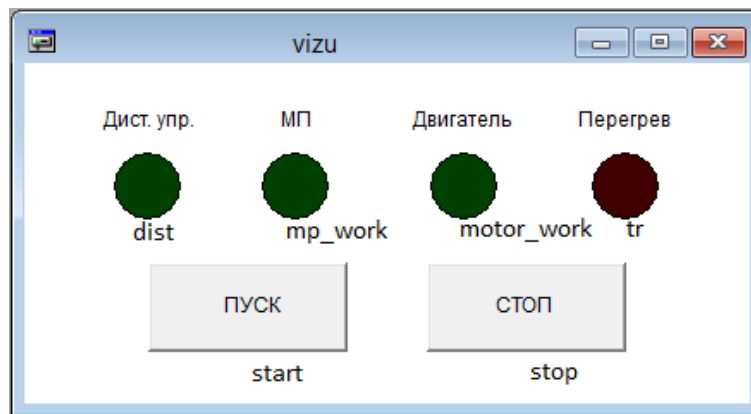 vizu
Дист. упр. МП Двигатель Перегрев
dist mp_work motor_work tr
ПУСК СТОП
start stop